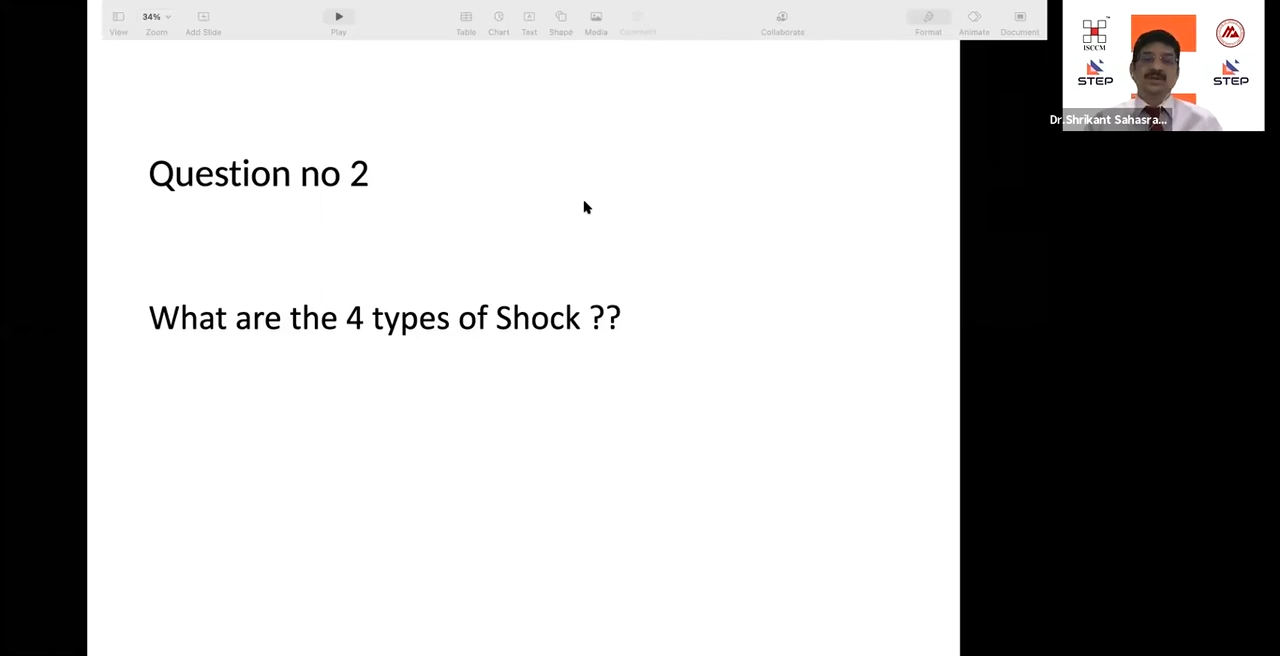 34%
View
Zoom
Add Slide
Play
Table
Chart
Text
Shape
Media
Comment
Collaborate
Format
Animate
Document
ISCCM
STEP
STEP
Dr.Shrikant Sahasra...
Question no 2
What are the 4 types of Shock ??